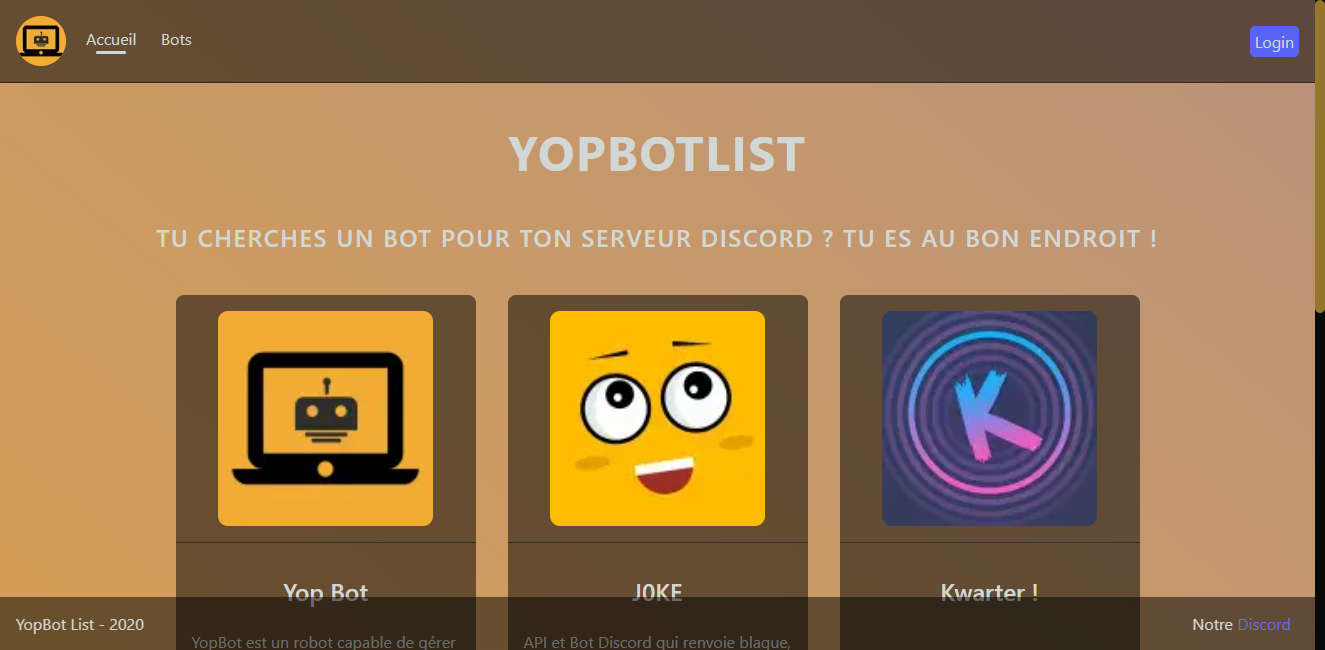 Accueil Bots Login
YOPBOTLIST
TU CHERCHES UN BOT POUR TON SERVEUR DISCORD ? TU ES AU BON ENDROIT !
K
Yop Bot J0KE Kwarter !
YopBot List - 2020 Notre Discord
YopBot est un robot capable de gérer API et Bot Discord qui renvoie blague,